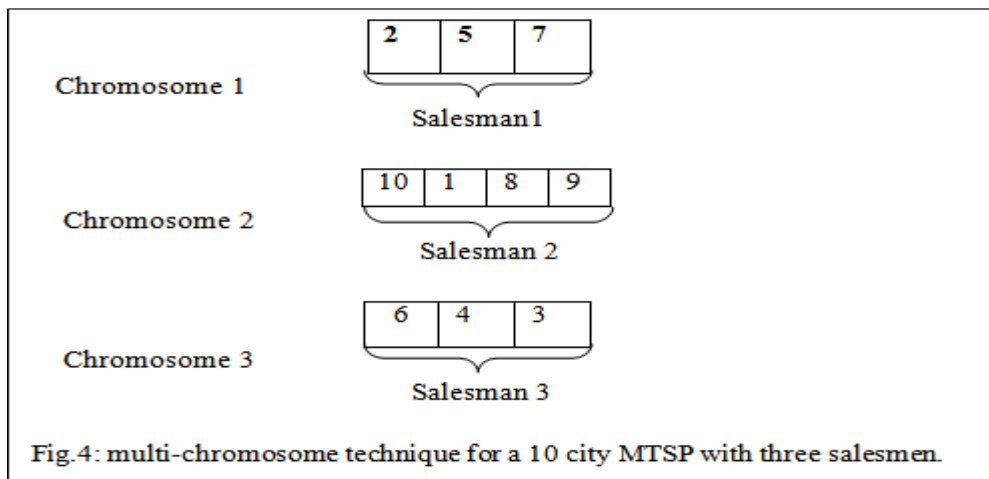 2 5 7
Chromosome 1
Salesman1
10 1 8 9
Chromosome 2
Salesman 2
6 4 3
Chromosome 3
Salesman 3
Fig.4: multi-chromosome technique for a 10 city MTSP with three salesmen.